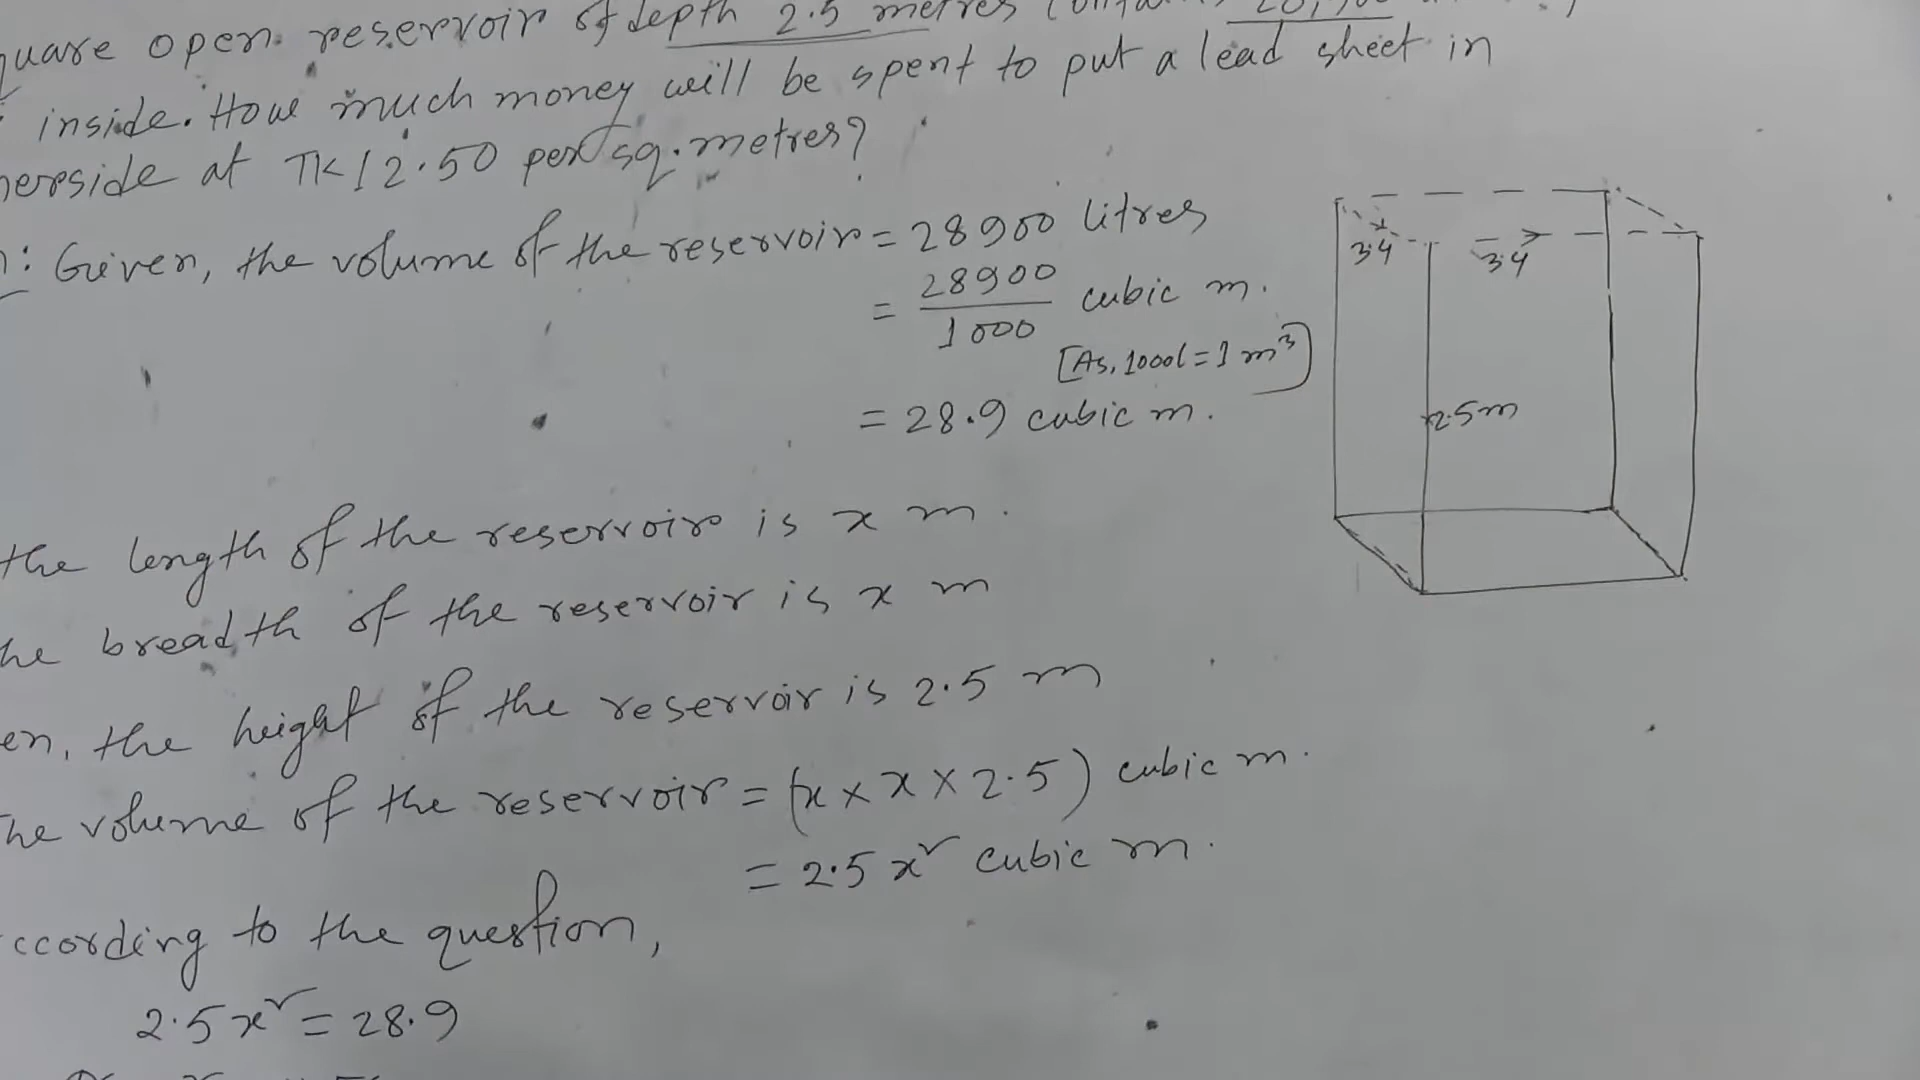 quare open reservoir of depth 2.5 metres
inside. How much money will be spent to put a lead sheet in
nerside at TK 12.50 per sq. metres?
n: Given, the volume of the reservoir = 28900 litres
= 28900/1000 cubic m.
[As, 1000l = 1 m³]
= 28.9 cubic m.
3.4
3.4
2.5m
the length of the reservoir is x m.
he breadth of the reservoir is x m
en, the height of the reservoir is 2.5 m
The volume of the reservoir = (x × x × 2.5) cubic m.
= 2.5 x² cubic m.
ccording to the question,
2.5x² = 28.9